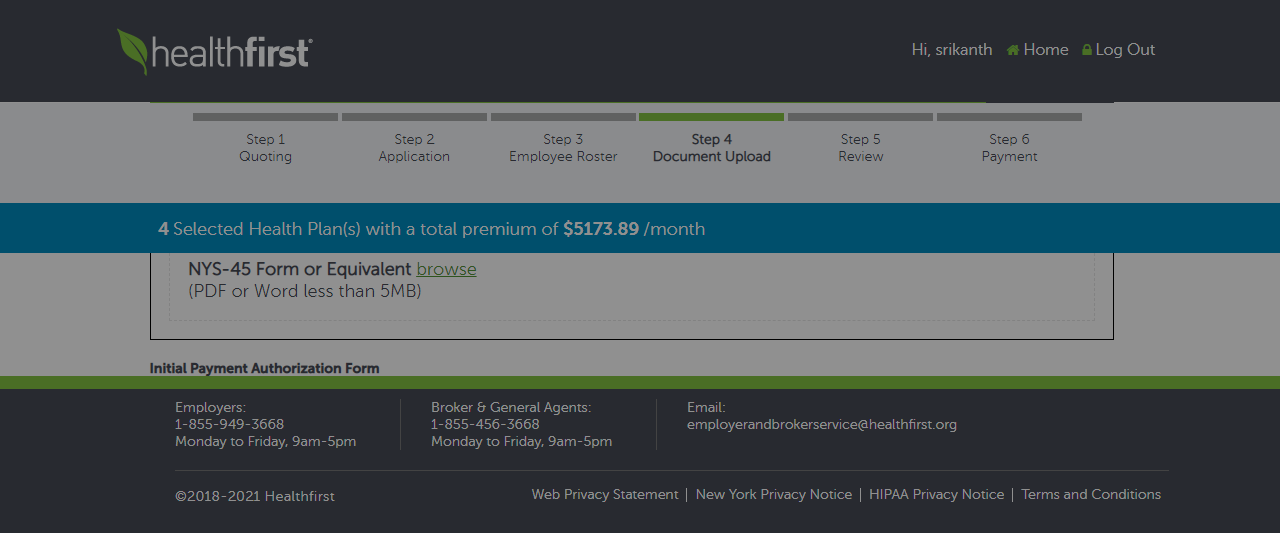 healthfirst®
Hi, srikanth Home Log Out
Step 1
Quoting
Step 2
Application
Step 3
Employee Roster
Step 4
Document Upload
Step 5
Review
Step 6
Payment
4 Selected Health Plan(s) with a total premium of $5173.89 /month
NYS-45 Form or Equivalent browse
(PDF or Word less than 5MB)
Initial Payment Authorization Form
Employers:
1-855-949-3668
Monday to Friday, 9am-5pm
Broker & General Agents:
1-855-456-3668
Monday to Friday, 9am-5pm
Email:
employerandbrokerservice@healthfirst.org
©2018-2021 Healthfirst
Web Privacy Statement | New York Privacy Notice | HIPAA Privacy Notice | Terms and Conditions